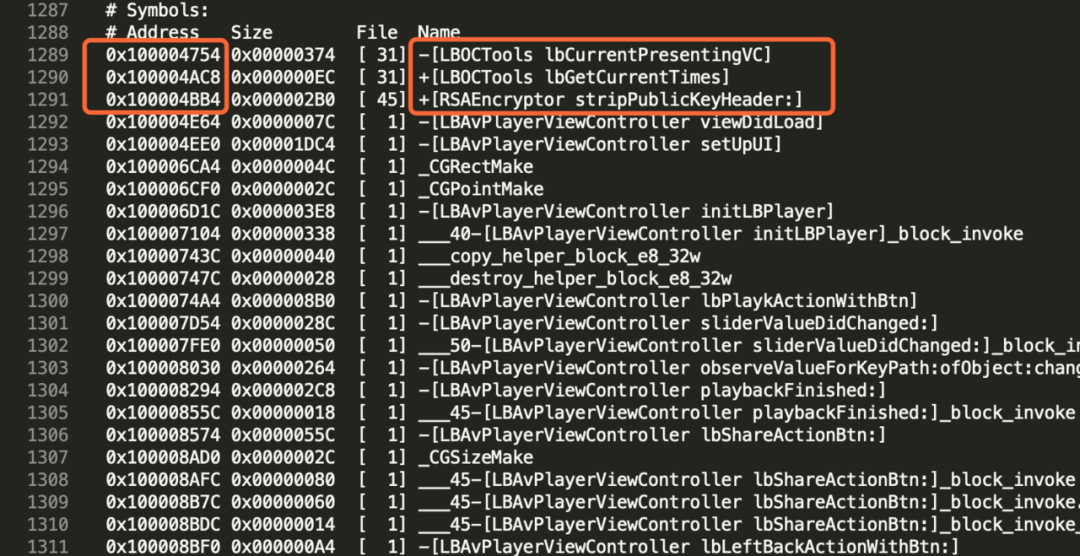 1287 # Symbols:
1288 # Address Size File Name
1289 0x100004754 0x00000374 [ 31] -[LBOCTools lbCurrentPresentingVC]
1290 0x100004AC8 0x000000EC [ 31] +[LBOCTools lbGetCurrentTimes]
1291 0x100004BB4 0x000002B0 [ 45] +[RSAEncryptor stripPublicKeyHeader:]
1292 0x100004E64 0x0000007C [ 1] -[LBAvPlayerViewController viewDidLoad]
1293 0x100004EE0 0x00001DC4 [ 1] -[LBAvPlayerViewController setUpUI]
1294 0x100006CA4 0x0000004C [ 1] _CGRectMake
1295 0x100006CF0 0x0000002C [ 1] _CGPointMake
1296 0x100006D1C 0x000003E8 [ 1] -[LBAvPlayerViewController initLBPlayer]
1297 0x100007104 0x00000338 [ 1] ___40-[LBAvPlayerViewController initLBPlayer]_block_invoke
1298 0x10000743C 0x00000040 [ 1] ___copy_helper_block_e8_32w
1299 0x10000747C 0x00000028 [ 1] ___destroy_helper_block_e8_32w
1300 0x1000074A4 0x000008B0 [ 1] -[LBAvPlayerViewController lbPlaykActionWithBtn]
1301 0x100007D54 0x0000028C [ 1] -[LBAvPlayerViewController sliderValueDidChanged:]
1302 0x100007FE0 0x00000050 [ 1] ___50-[LBAvPlayerViewController sliderValueDidChanged:]_block_in
1303 0x100008030 0x00000264 [ 1] -[LBAvPlayerViewController observeValueForKeyPath:ofObject:chang
1304 0x100008294 0x000002C8 [ 1] -[LBAvPlayerViewController playbackFinished:]
1305 0x10000855C 0x00000018 [ 1] ___45-[LBAvPlayerViewController playbackFinished:]_block_invoke
1306 0x100008574 0x0000055C [ 1] -[LBAvPlayerViewController lbShareActionBtn:]
1307 0x100008AD0 0x0000002C [ 1] _CGSizeMake
1308 0x100008AFC 0x00000080 [ 1] ___45-[LBAvPlayerViewController lbShareActionBtn:]_block_invoke
1309 0x100008B7C 0x00000060 [ 1] ___45-[LBAvPlayerViewController lbShareActionBtn:]_block_invoke.
1310 0x100008BDC 0x00000014 [ 1] ___45-[LBAvPlayerViewController lbShareActionBtn:]_block_invoke_
1311 0x100008BF0 0x000000A4 [ 1] -[LBAvPlayerViewController lbLeftBackActionWithBtn:]